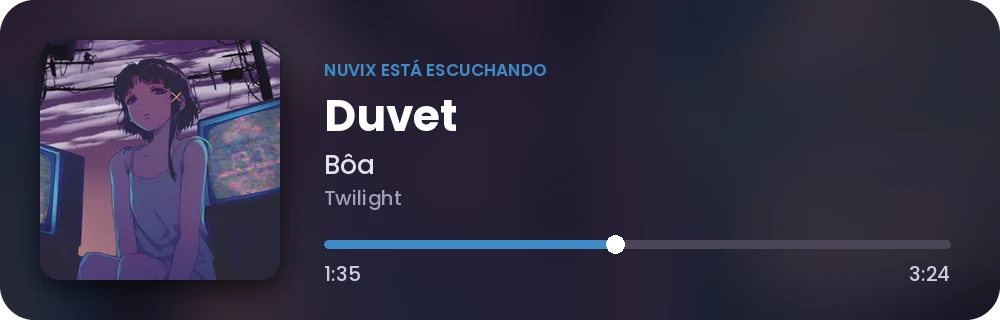 NUVIX ESTÁ ESCUCHANDO
Duvet
Bôa
Twilight
1:35
3:24